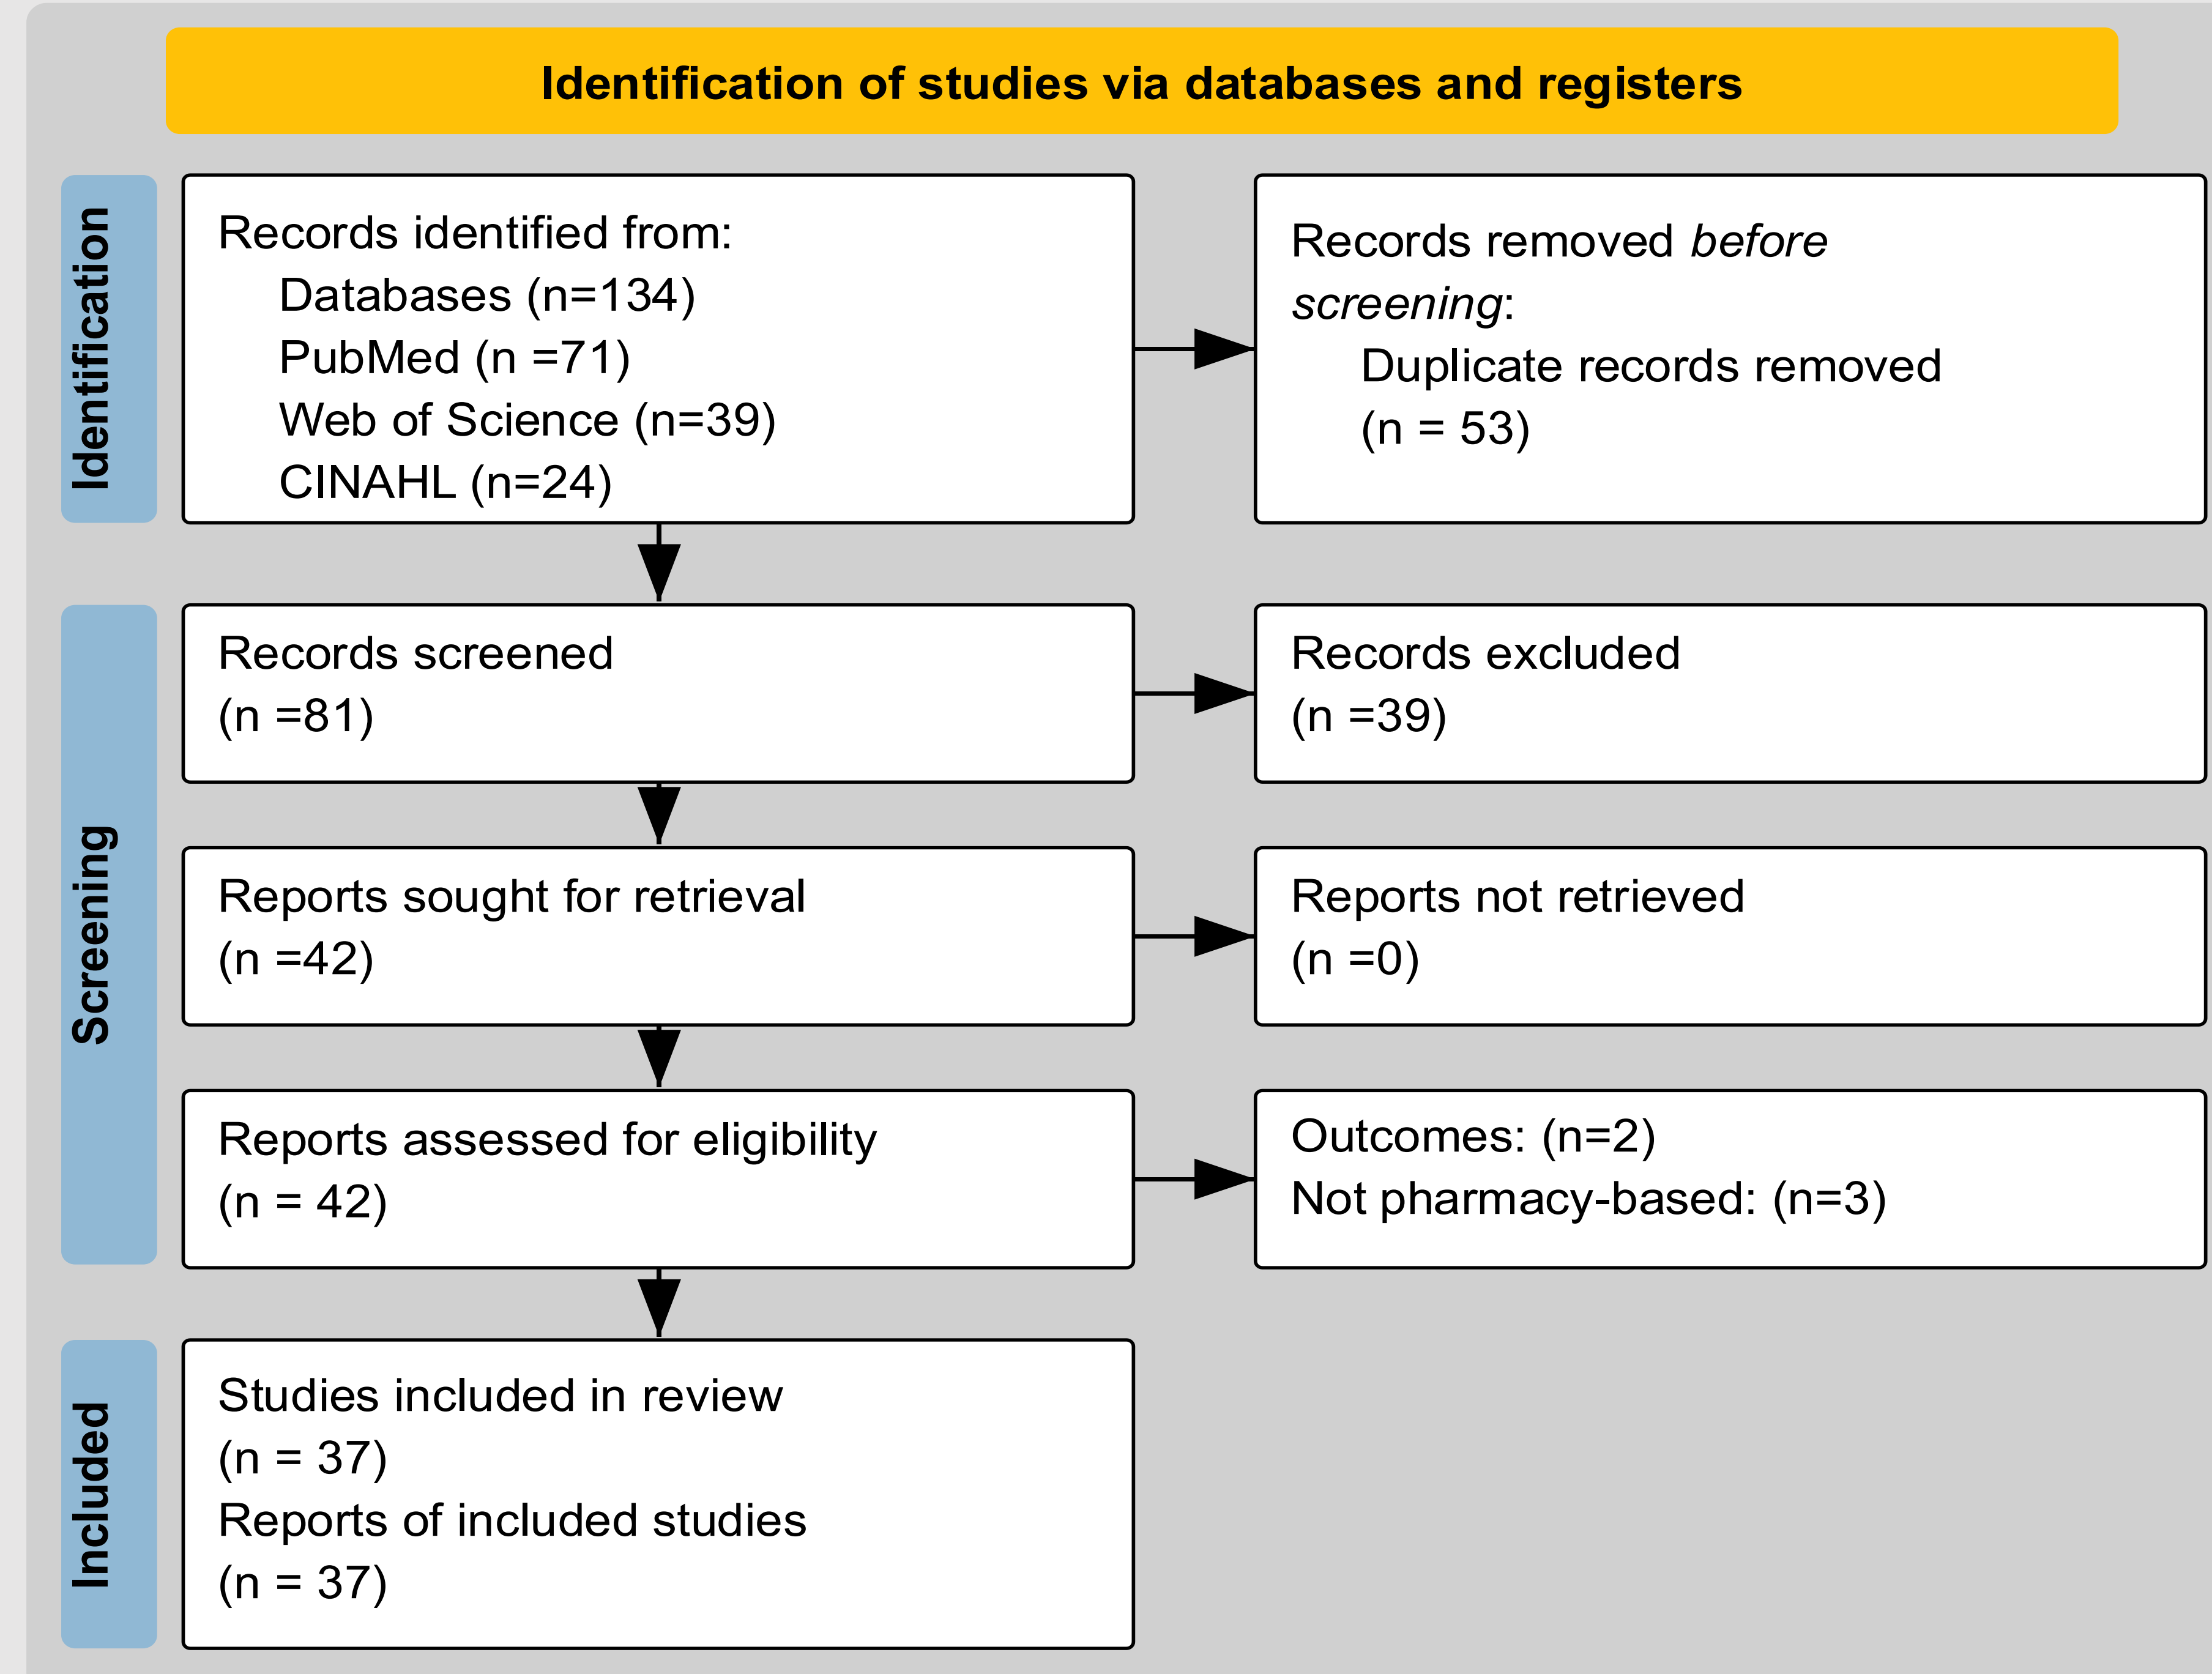 Identification of studies via databases and registers
Identification
Records identified from:
Databases (n=134)
PubMed (n =71)
Web of Science (n=39)
CINAHL (n=24)
Records removed before
screening:
Duplicate records removed
(n = 53)
Screening
Records screened
(n =81)
Records excluded
(n =39)
Reports sought for retrieval
(n =42)
Reports not retrieved
(n =0)
Reports assessed for eligibility
(n = 42)
Outcomes: (n=2)
Not pharmacy-based: (n=3)
Included
Studies included in review
(n = 37)
Reports of included studies
(n = 37)